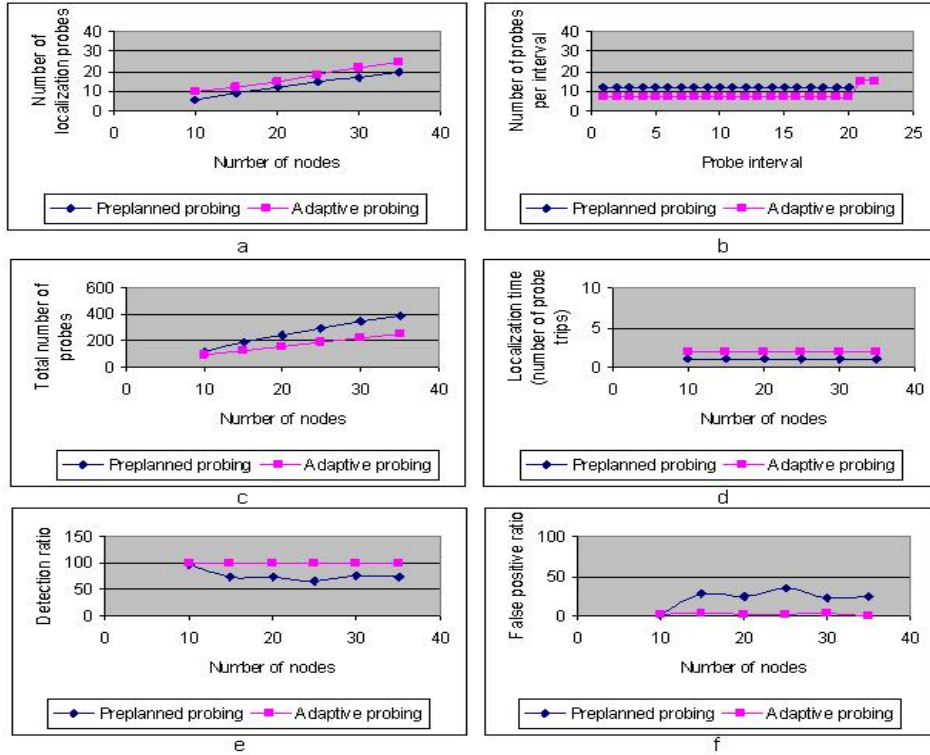 Number of
localization probes
40
30
20
10
0
0 10 20 30 40
Number of nodes
Preplanned probing Adaptive probing
a
Number of probes
per interval
40
30
20
10
0
0 5 10 15 20 25
Probe interval
Preplanned probing Adaptive probing
b
Total number of
probes
600
400
200
0
0 10 20 30 40
Number of nodes
Preplanned probing Adaptive probing
c
Localization time
(number of probe
trips)
10
5
0
0 10 20 30 40
Number of nodes
Preplanned probing Adaptive probing
d
Detection ratio
150
100
50
0
0 10 20 30 40
Number of nodes
Preplanned probing Adaptive probing
e
False positive ratio
100
50
0
0 10 20 30 40
Number of nodes
Preplanned probing Adaptive probing
f